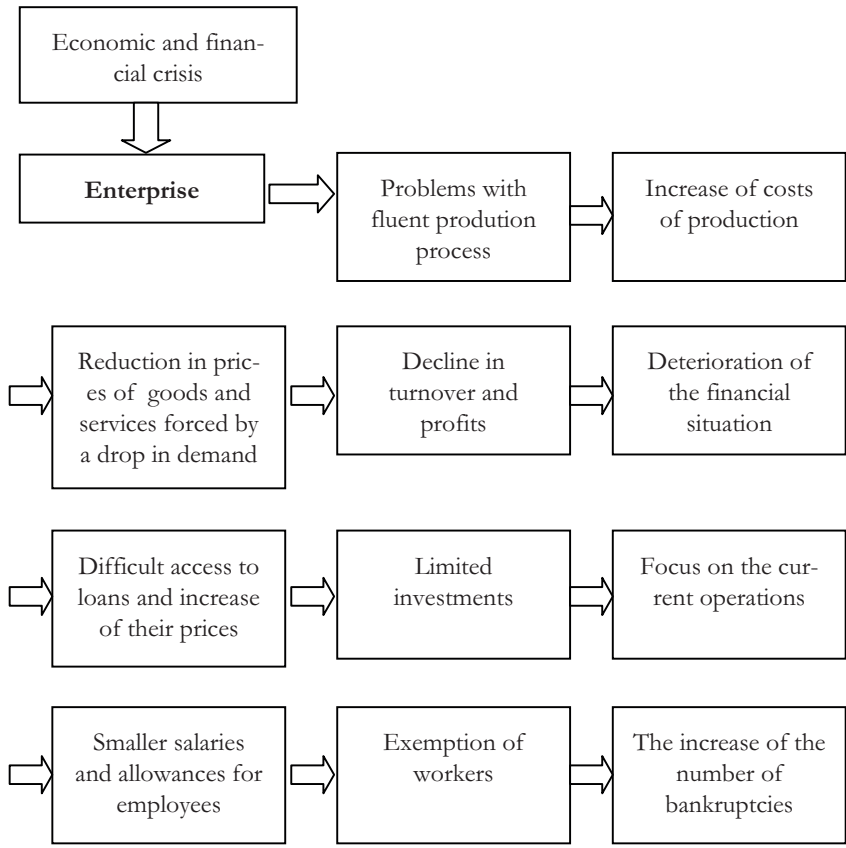 Economic and finan-
cial crisis
Enterprise
Problems with
fluent prodution
process
Increase of costs
of production
Reduction in pric-
es of goods and
services forced by
a drop in demand
Decline in
turnover and
profits
Deterioration of
the financial
situation
Difficult access to
loans and increase
of their prices
Limited
investments
Focus on the cur-
rent operations
Smaller salaries
and allowances for
employees
Exemption of
workers
The increase of the
number of
bankruptcies